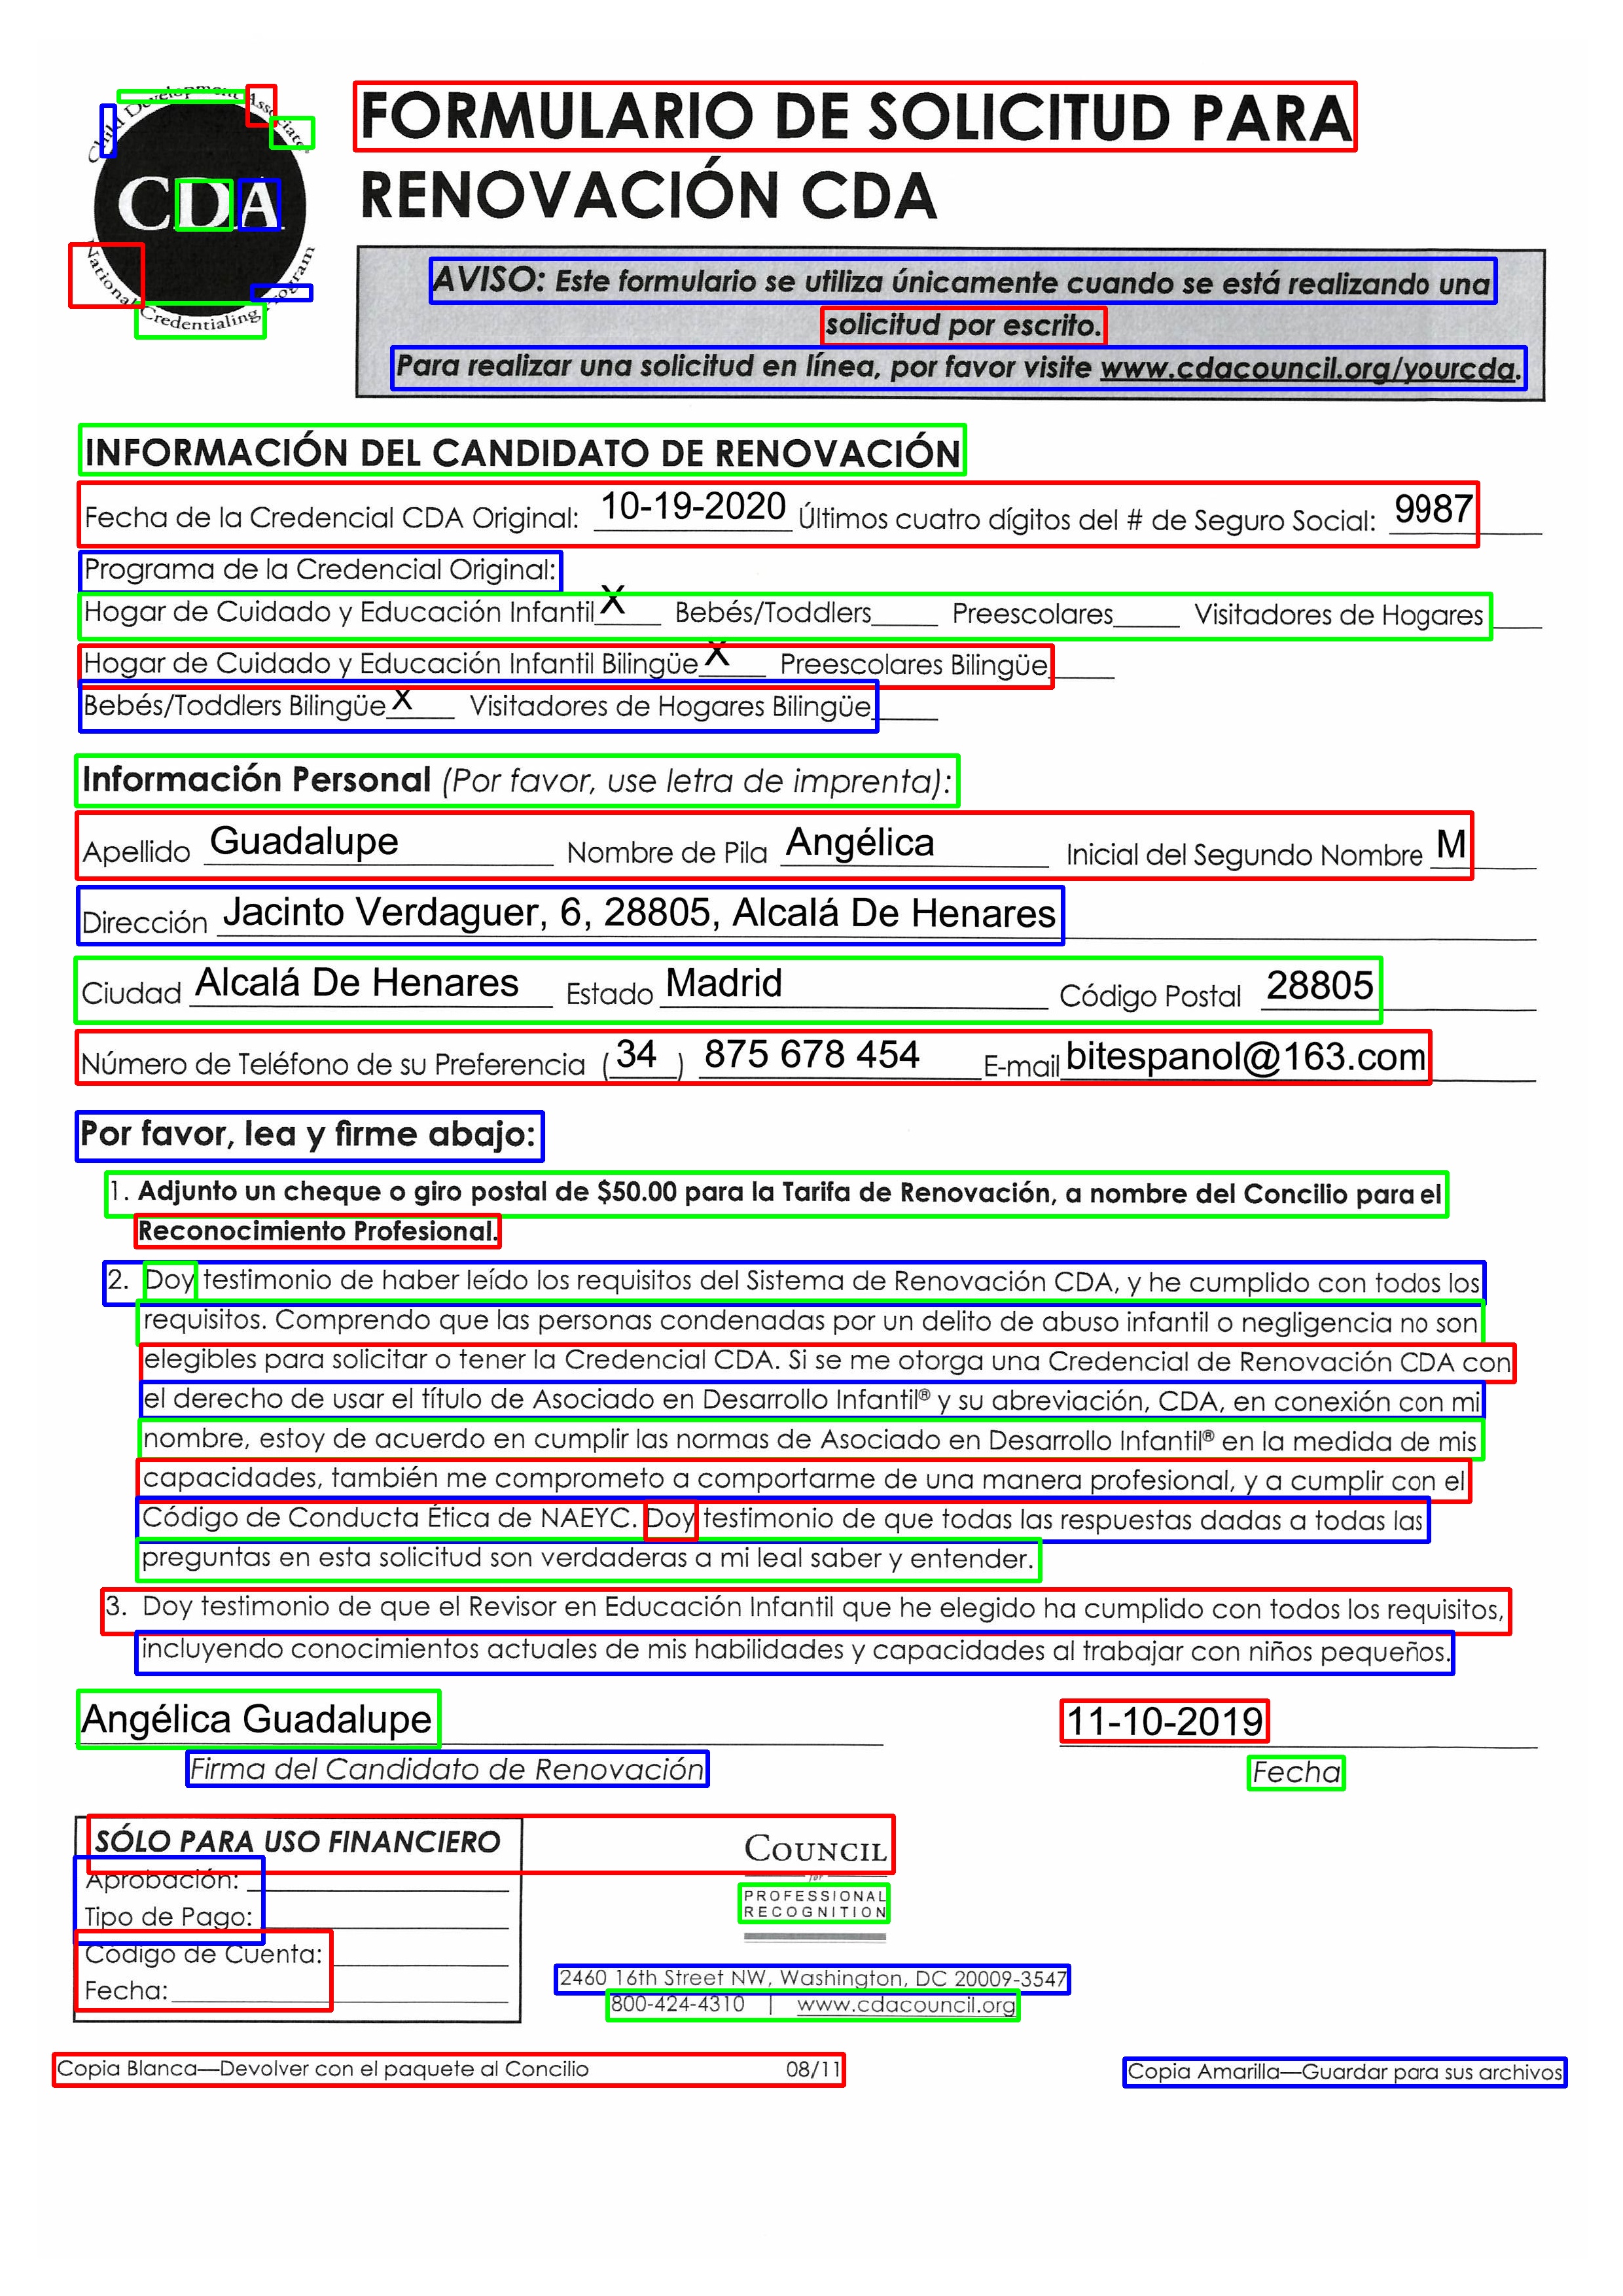 Child Development Associate
CDA
National Credentialing Program
FORMULARIO DE SOLICITUD PARA
RENOVACIÓN CDA
AVISO: Este formulario se utiliza únicamente cuando se está realizando una
solicitud por escrito.
Para realizar una solicitud en línea, por favor visite www.cdacouncil.org/yourcda.
INFORMACIÓN DEL CANDIDATO DE RENOVACIÓN
Fecha de la Credencial CDA Original: 10-19-2020 Últimos cuatro dígitos del # de Seguro Social: 9987
Programa de la Credencial Original:
Hogar de Cuidado y Educación Infantil X Bebés/Toddlers____ Preescolares____ Visitadores de Hogares____
Hogar de Cuidado y Educación Infantil Bilingüe X Preescolares Bilingüe____
Bebés/Toddlers Bilingüe X Visitadores de Hogares Bilingüe____
Información Personal (Por favor, use letra de imprenta):
Apellido Guadalupe Nombre de Pila Angélica Inicial del Segundo Nombre M
Dirección Jacinto Verdaguer, 6, 28805, Alcalá De Henares
Ciudad Alcalá De Henares Estado Madrid Código Postal 28805
Número de Teléfono de su Preferencia (34) 875 678 454 E-mail bitespanol@163.com
Por favor, lea y firme abajo:
1. Adjunto un cheque o giro postal de $50.00 para la Tarifa de Renovación, a nombre del Concilio para el
Reconocimiento Profesional.
2. Doy testimonio de haber leído los requisitos del Sistema de Renovación CDA, y he cumplido con todos los
requisitos. Comprendo que las personas condenadas por un delito de abuso infantil o negligencia no son
elegibles para solicitar o tener la Credencial CDA. Si se me otorga una Credencial de Renovación CDA con
el derecho de usar el título de Asociado en Desarrollo Infantil® y su abreviación, CDA, en conexión con mi
nombre, estoy de acuerdo en cumplir las normas de Asociado en Desarrollo Infantil® en la medida de mis
capacidades, también me comprometo a comportarme de una manera profesional, y a cumplir con el
Código de Conducta Ética de NAEYC. Doy testimonio de que todas las respuestas dadas a todas las
preguntas en esta solicitud son verdaderas a mi leal saber y entender.
3. Doy testimonio de que el Revisor en Educación Infantil que he elegido ha cumplido con todos los requisitos,
incluyendo conocimientos actuales de mis habilidades y capacidades al trabajar con niños pequeños.
Angélica Guadalupe 11-10-2019
Firma del Candidato de Renovación Fecha
SÓLO PARA USO FINANCIERO
Aprobación:
Tipo de Pago:
Código de Cuenta:
Fecha:
COUNCIL
for
PROFESSIONAL
RECOGNITION
2460 16th Street NW, Washington, DC 20009-3547
800-424-4310 | www.cdacouncil.org
Copia Blanca—Devolver con el paquete al Concilio 08/11 Copia Amarilla—Guardar para sus archivos